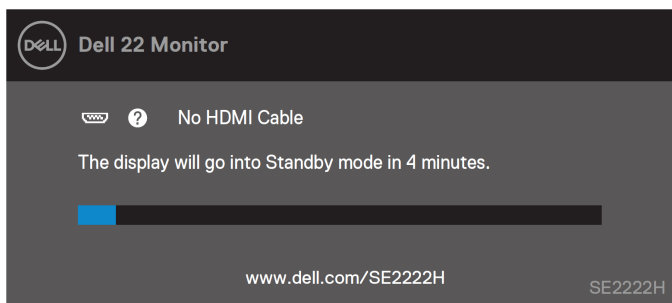 DELL
Dell 22 Monitor
? No HDMI Cable
The display will go into Standby mode in 4 minutes.
www.dell.com/SE2222H
SE2222H